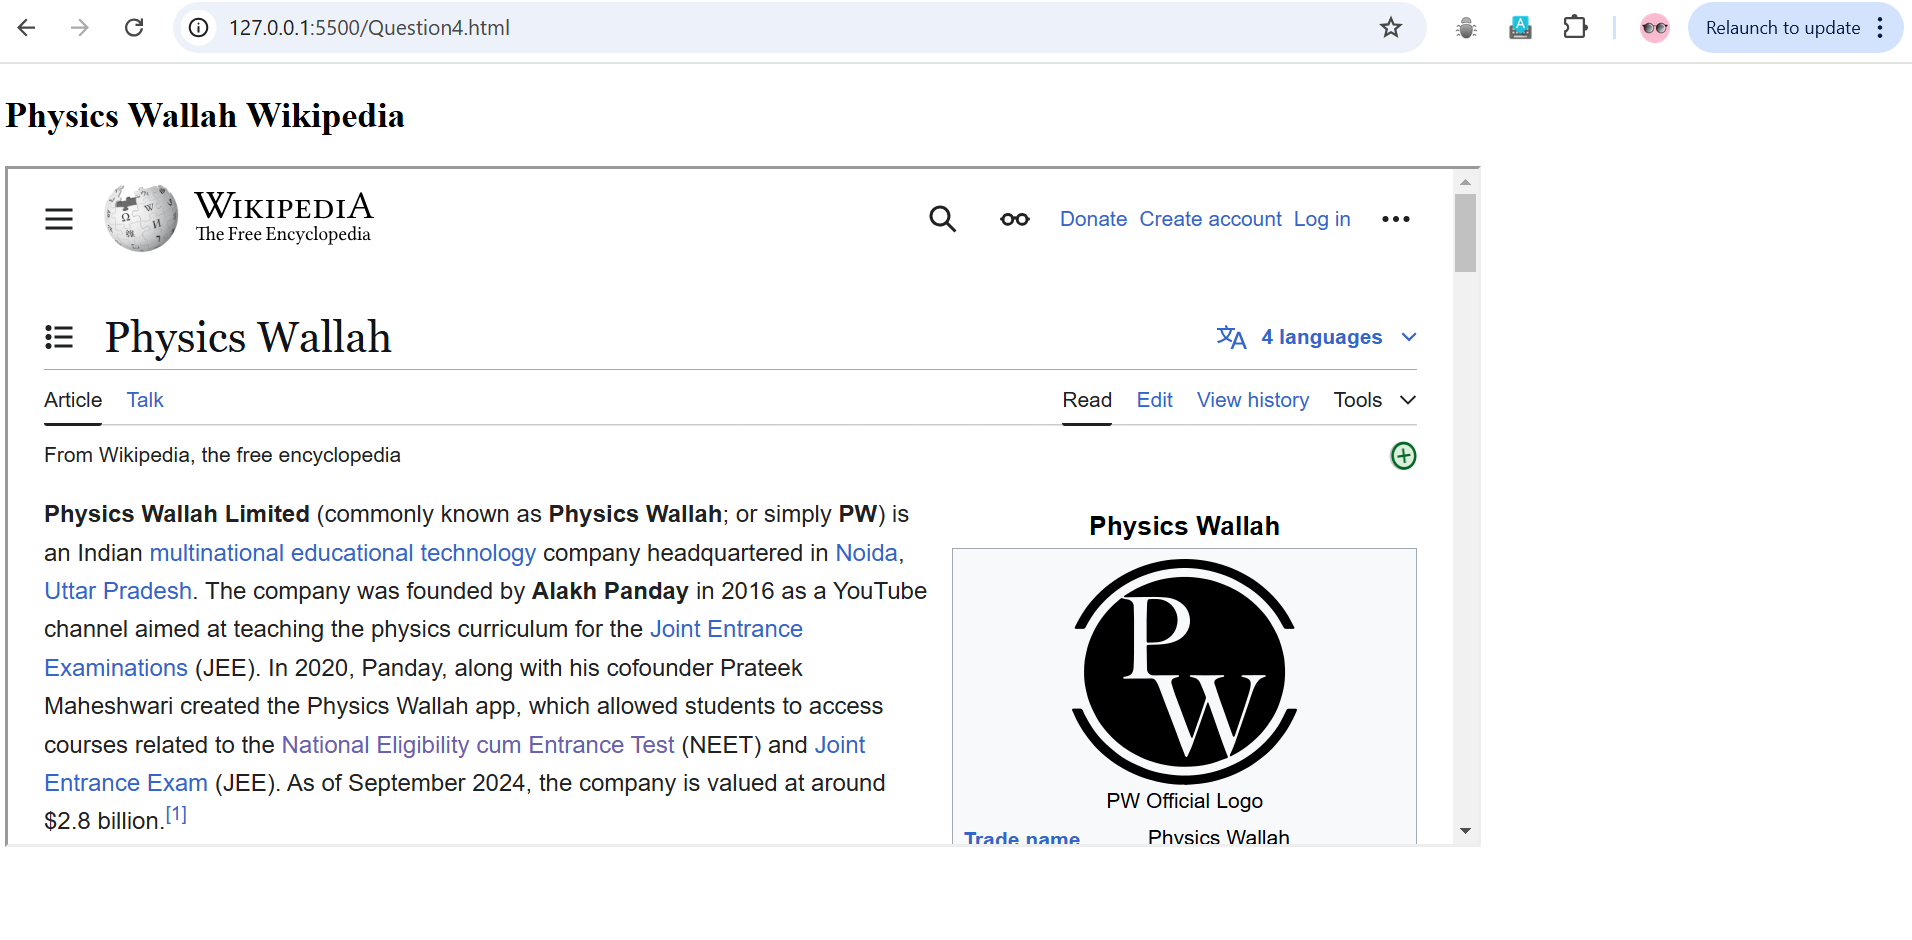 127.0.0.1:5500/Question4.html
Relaunch to update
Physics Wallah Wikipedia
WIKIPEDIA
The Free Encyclopedia
Donate Create account Log in
Physics Wallah
4 languages
Article Talk
Read Edit View history Tools
From Wikipedia, the free encyclopedia
Physics Wallah Limited (commonly known as Physics Wallah; or simply PW) is
an Indian multinational educational technology company headquartered in Noida,
Uttar Pradesh. The company was founded by Alakh Panday in 2016 as a YouTube
channel aimed at teaching the physics curriculum for the Joint Entrance
Examinations (JEE). In 2020, Panday, along with his cofounder Prateek
Maheshwari created the Physics Wallah app, which allowed students to access
courses related to the National Eligibility cum Entrance Test (NEET) and Joint
Entrance Exam (JEE). As of September 2024, the company is valued at around
$2.8 billion.[1]
Physics Wallah
PW
PW Official Logo
Trade name Physics Wallah